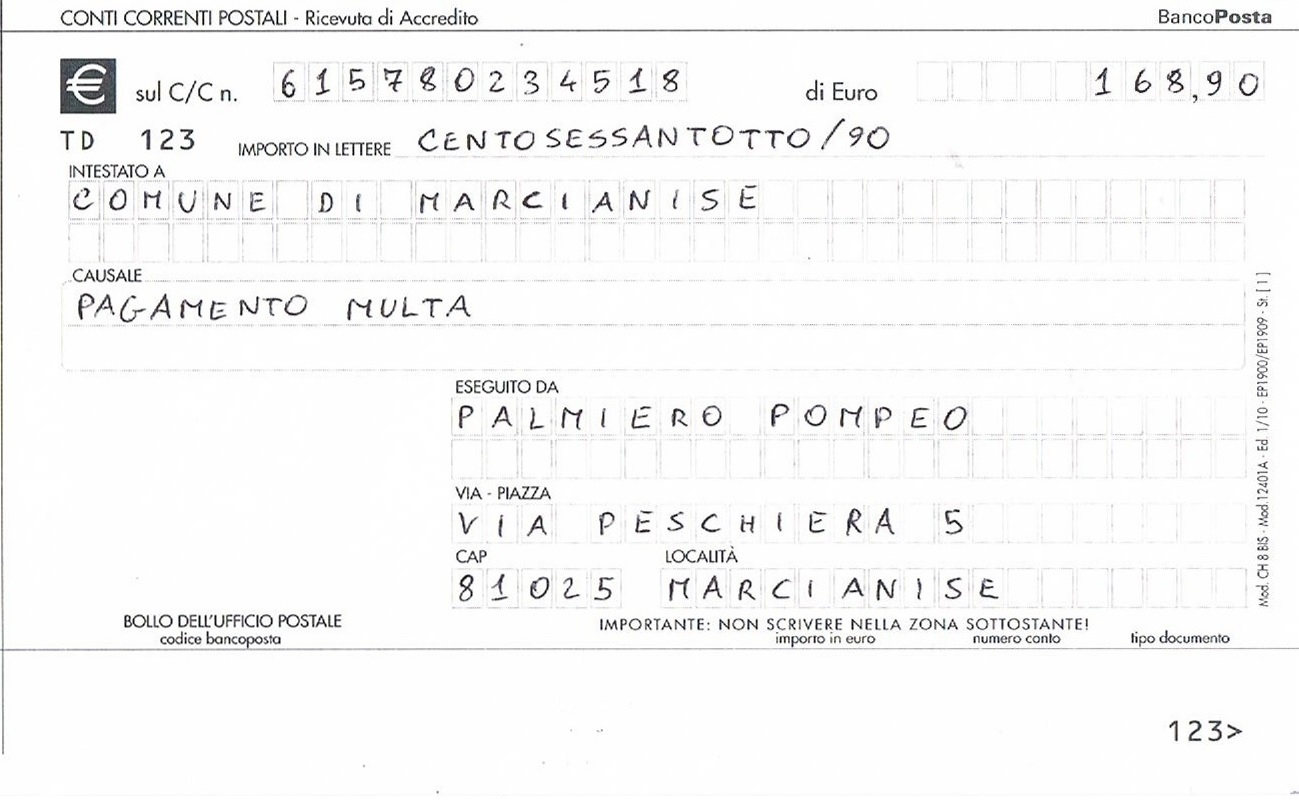 CONTI CORRENTI POSTALI - Ricevuta di Accredito BancoPosta
€ sul C/C n. 615780234518 di Euro 168,90
TD 123 IMPORTO IN LETTERE CENTOSESSANTOTTO/90
INTESTATO A
COMUNE DI MARCIANISE
CAUSALE
PAGAMENTO MULTA
ESEGUITO DA
PALMIERO POMPEO
VIA - PIAZZA
VIA PESCHIERA 5
CAP LOCALITÀ
81025 MARCIANISE
BOLLO DELL'UFFICIO POSTALE IMPORTANTE: NON SCRIVERE NELLA ZONA SOTTOSTANTE!
codice bancoposta importo in euro numero conto tipo documento
123>
Mod. CH 8 BIS - Mod.12401A - Ed. 1/10 - EP1900/EP1909 - St. [1]